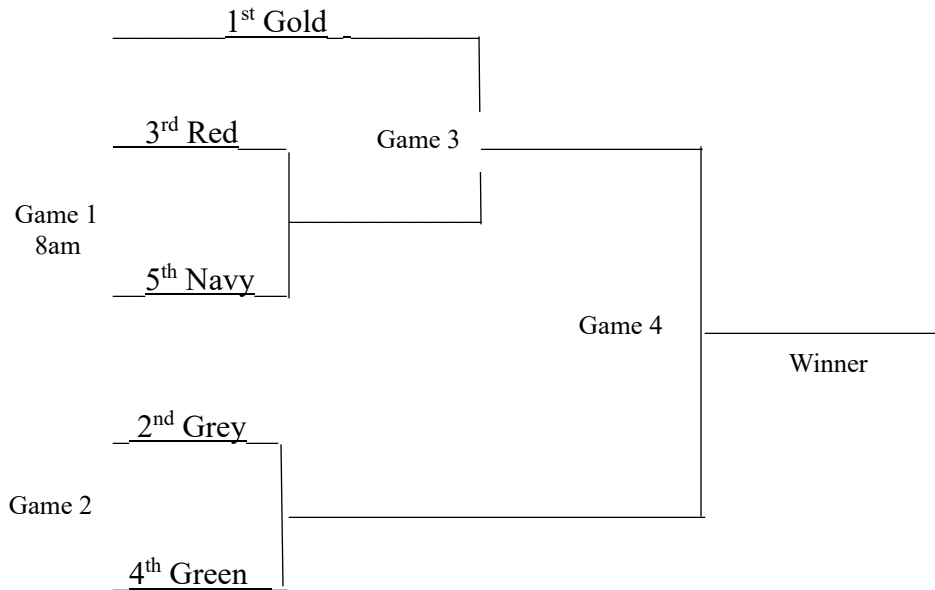 1st Gold
3rd Red
Game 3
Game 1
8am
5th Navy
Game 4
Winner
2nd Grey
Game 2
4th Green